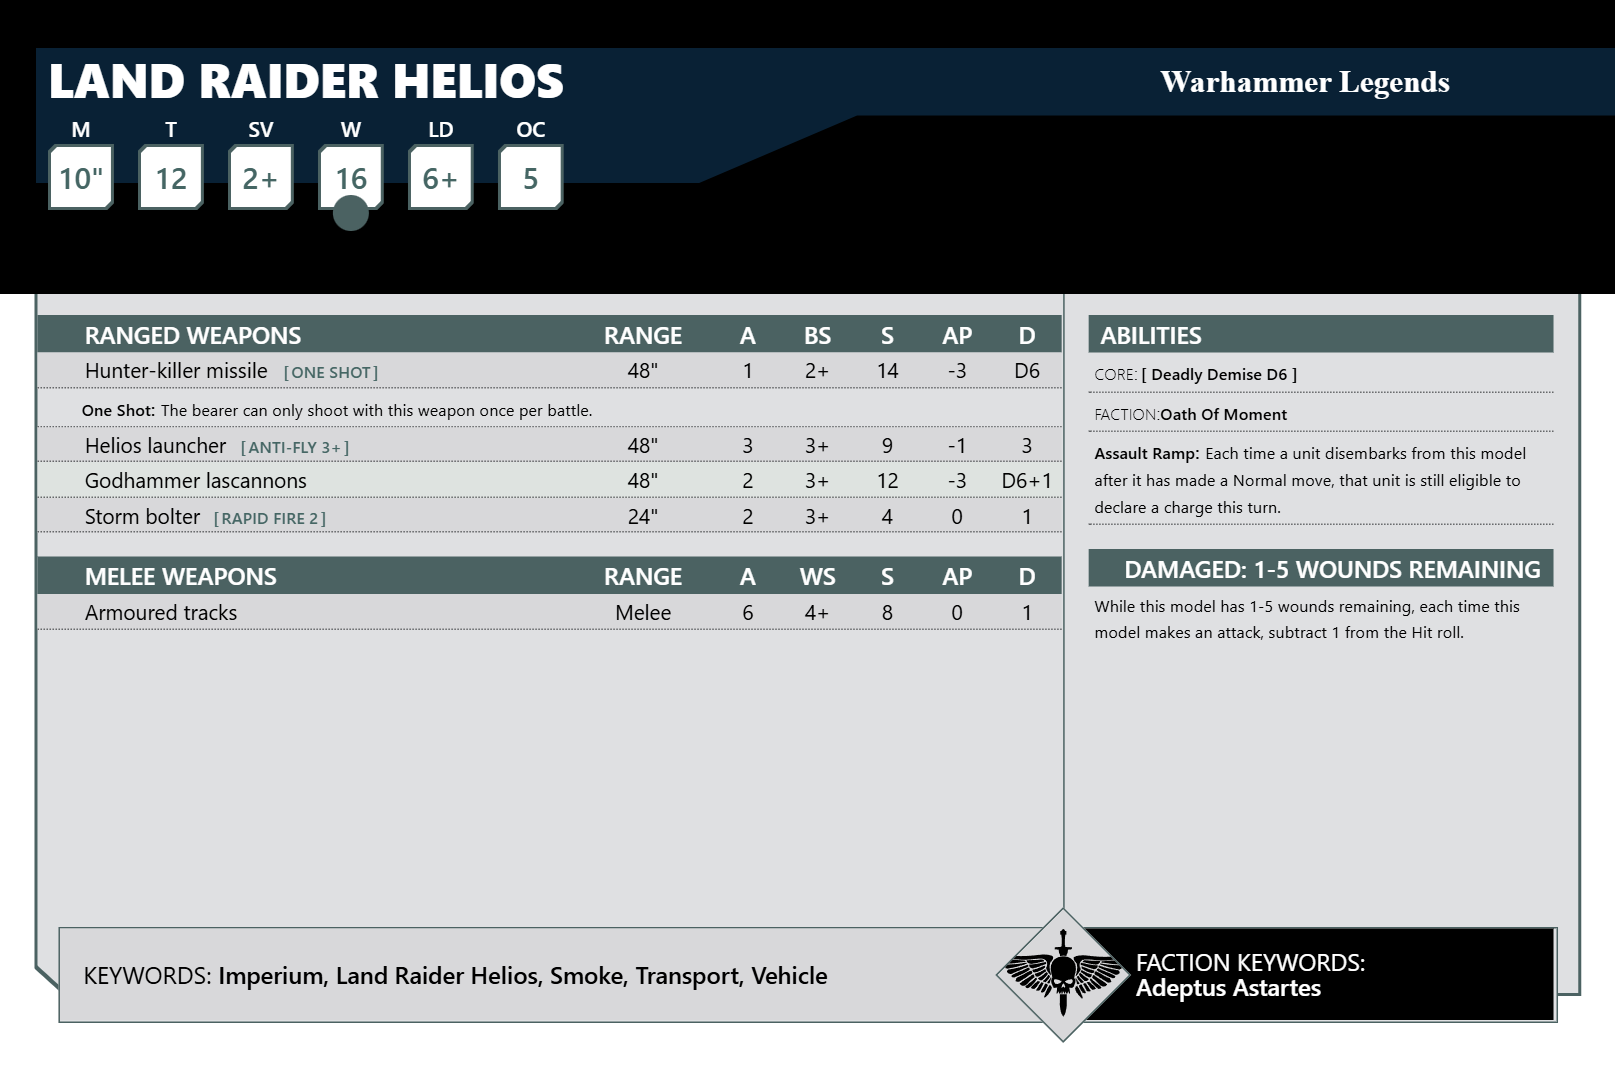 LAND RAIDER HELIOS
Warhammer Legends
M T SV W LD OC
10" 12 2+ 16 6+ 5
RANGED WEAPONS RANGE A BS S AP D
Hunter-killer missile [ONE SHOT] 48" 1 2+ 14 -3 D6
One Shot: The bearer can only shoot with this weapon once per battle.
Helios launcher [ANTI-FLY 3+] 48" 3 3+ 9 -1 3
Godhammer lascannons 48" 2 3+ 12 -3 D6+1
Storm bolter [RAPID FIRE 2] 24" 2 3+ 4 0 1
MELEE WEAPONS RANGE A WS S AP D
Armoured tracks Melee 6 4+ 8 0 1
ABILITIES
CORE: [ Deadly Demise D6 ]
FACTION:Oath Of Moment
Assault Ramp: Each time a unit disembarks from this model
after it has made a Normal move, that unit is still eligible to
declare a charge this turn.
DAMAGED: 1-5 WOUNDS REMAINING
While this model has 1-5 wounds remaining, each time this
model makes an attack, subtract 1 from the Hit roll.
KEYWORDS: Imperium, Land Raider Helios, Smoke, Transport, Vehicle
FACTION KEYWORDS:
Adeptus Astartes